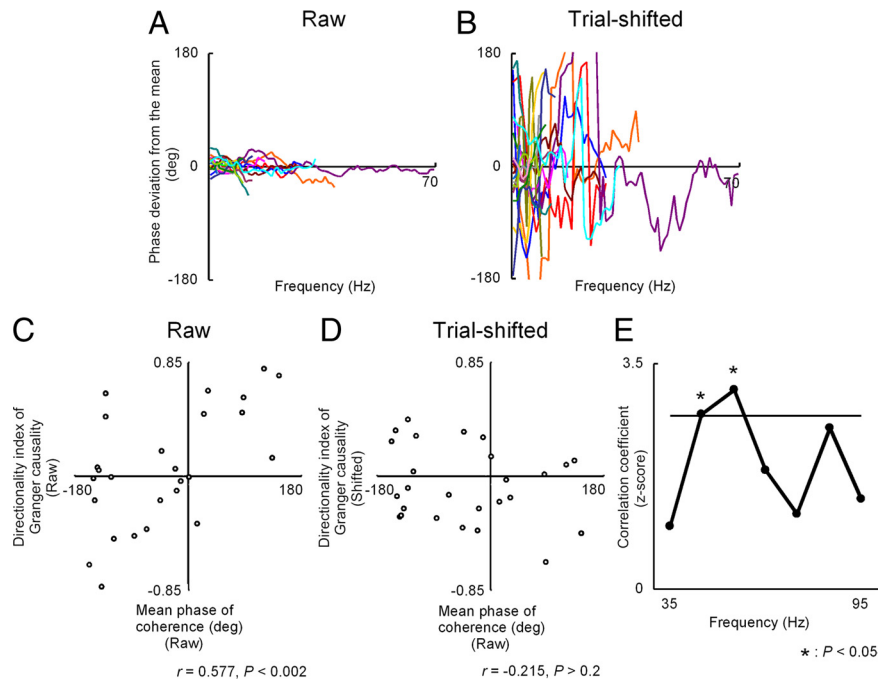 A Raw
180
Phase deviation from the mean
(deg)
0
70
-180
Frequency (Hz)
B Trial-shifted
180
0
70
-180
Frequency (Hz)
C Raw
0.85
Directionality index of
Granger causality
(Raw)
-180
180
-0.85
Mean phase of
coherence (deg)
(Raw)
r = 0.577, P < 0.002
D Trial-shifted
0.85
Directionality index of
Granger causality
(Shifted)
-180
180
-0.85
Mean phase of
coherence (deg)
(Raw)
r = -0.215, P > 0.2
E
3.5
* *
Correlation coefficient
(z-score)
0
35 95
Frequency (Hz)
* : P < 0.05